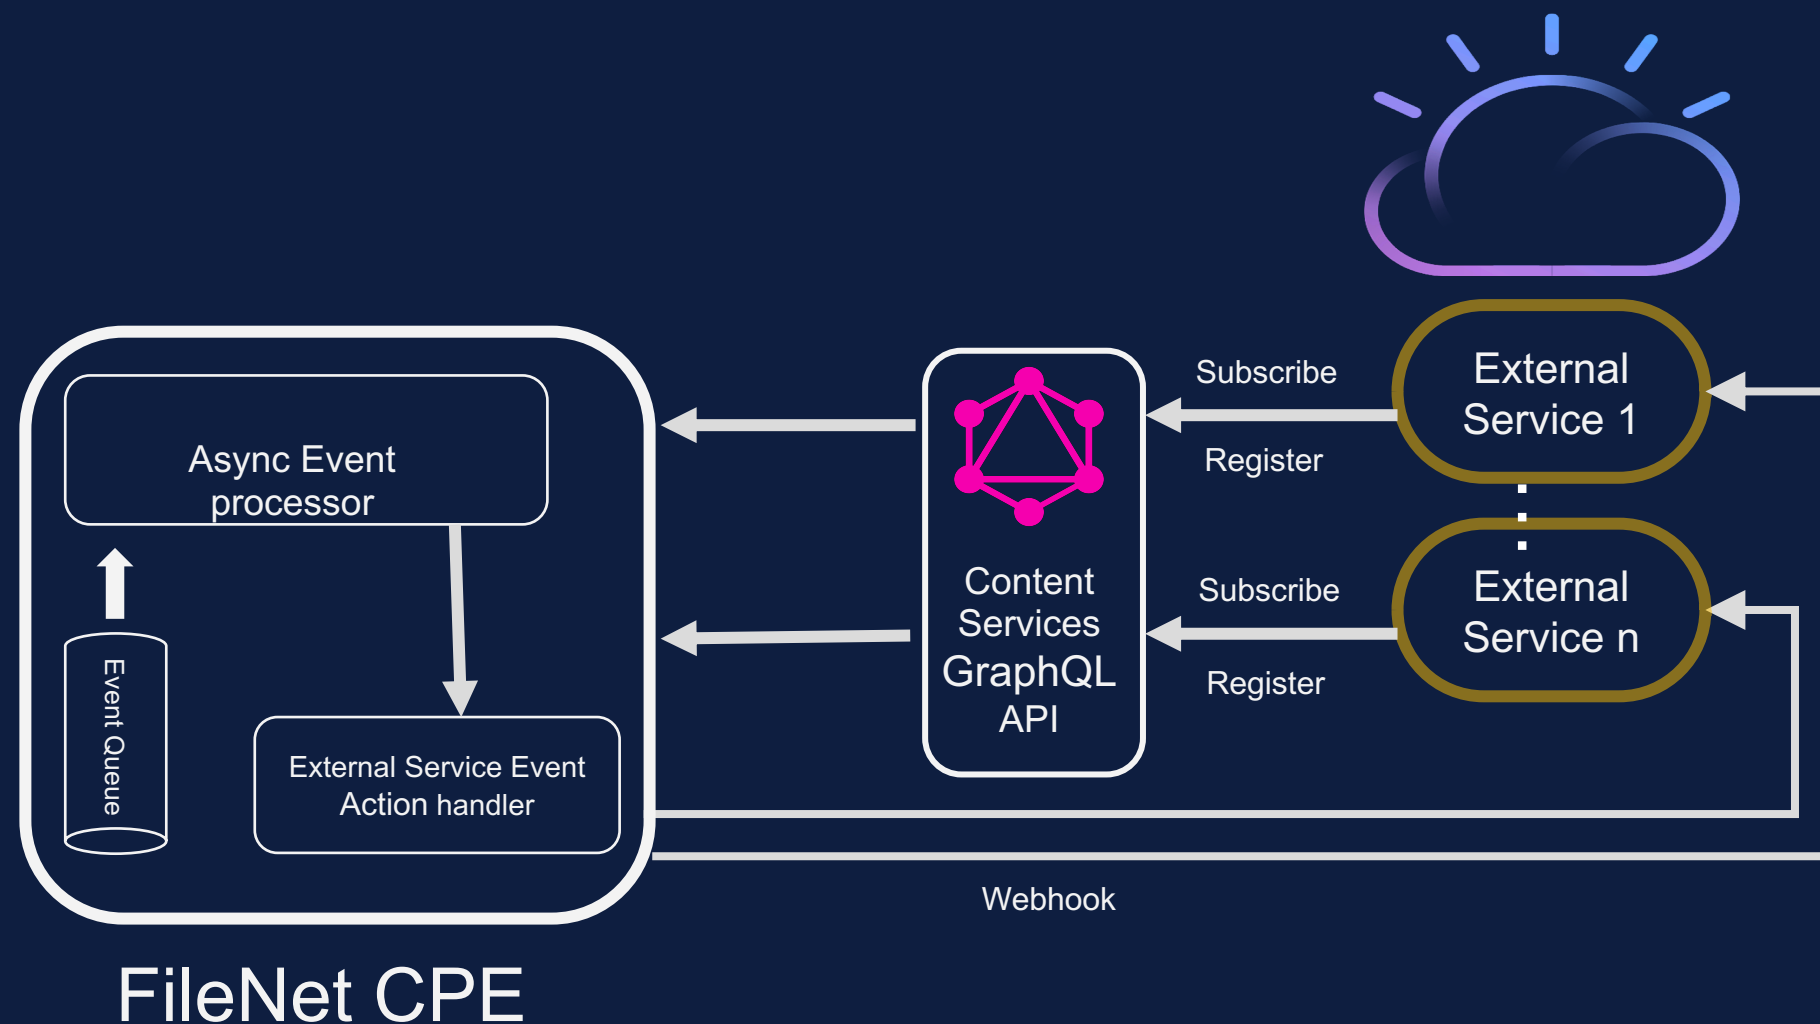 Async Event
processor
Event Queue
External Service Event
Action handler
FileNet CPE
Content
Services
GraphQL
API
Subscribe
Register
Subscribe
Register
External
Service 1
External
Service n
Webhook